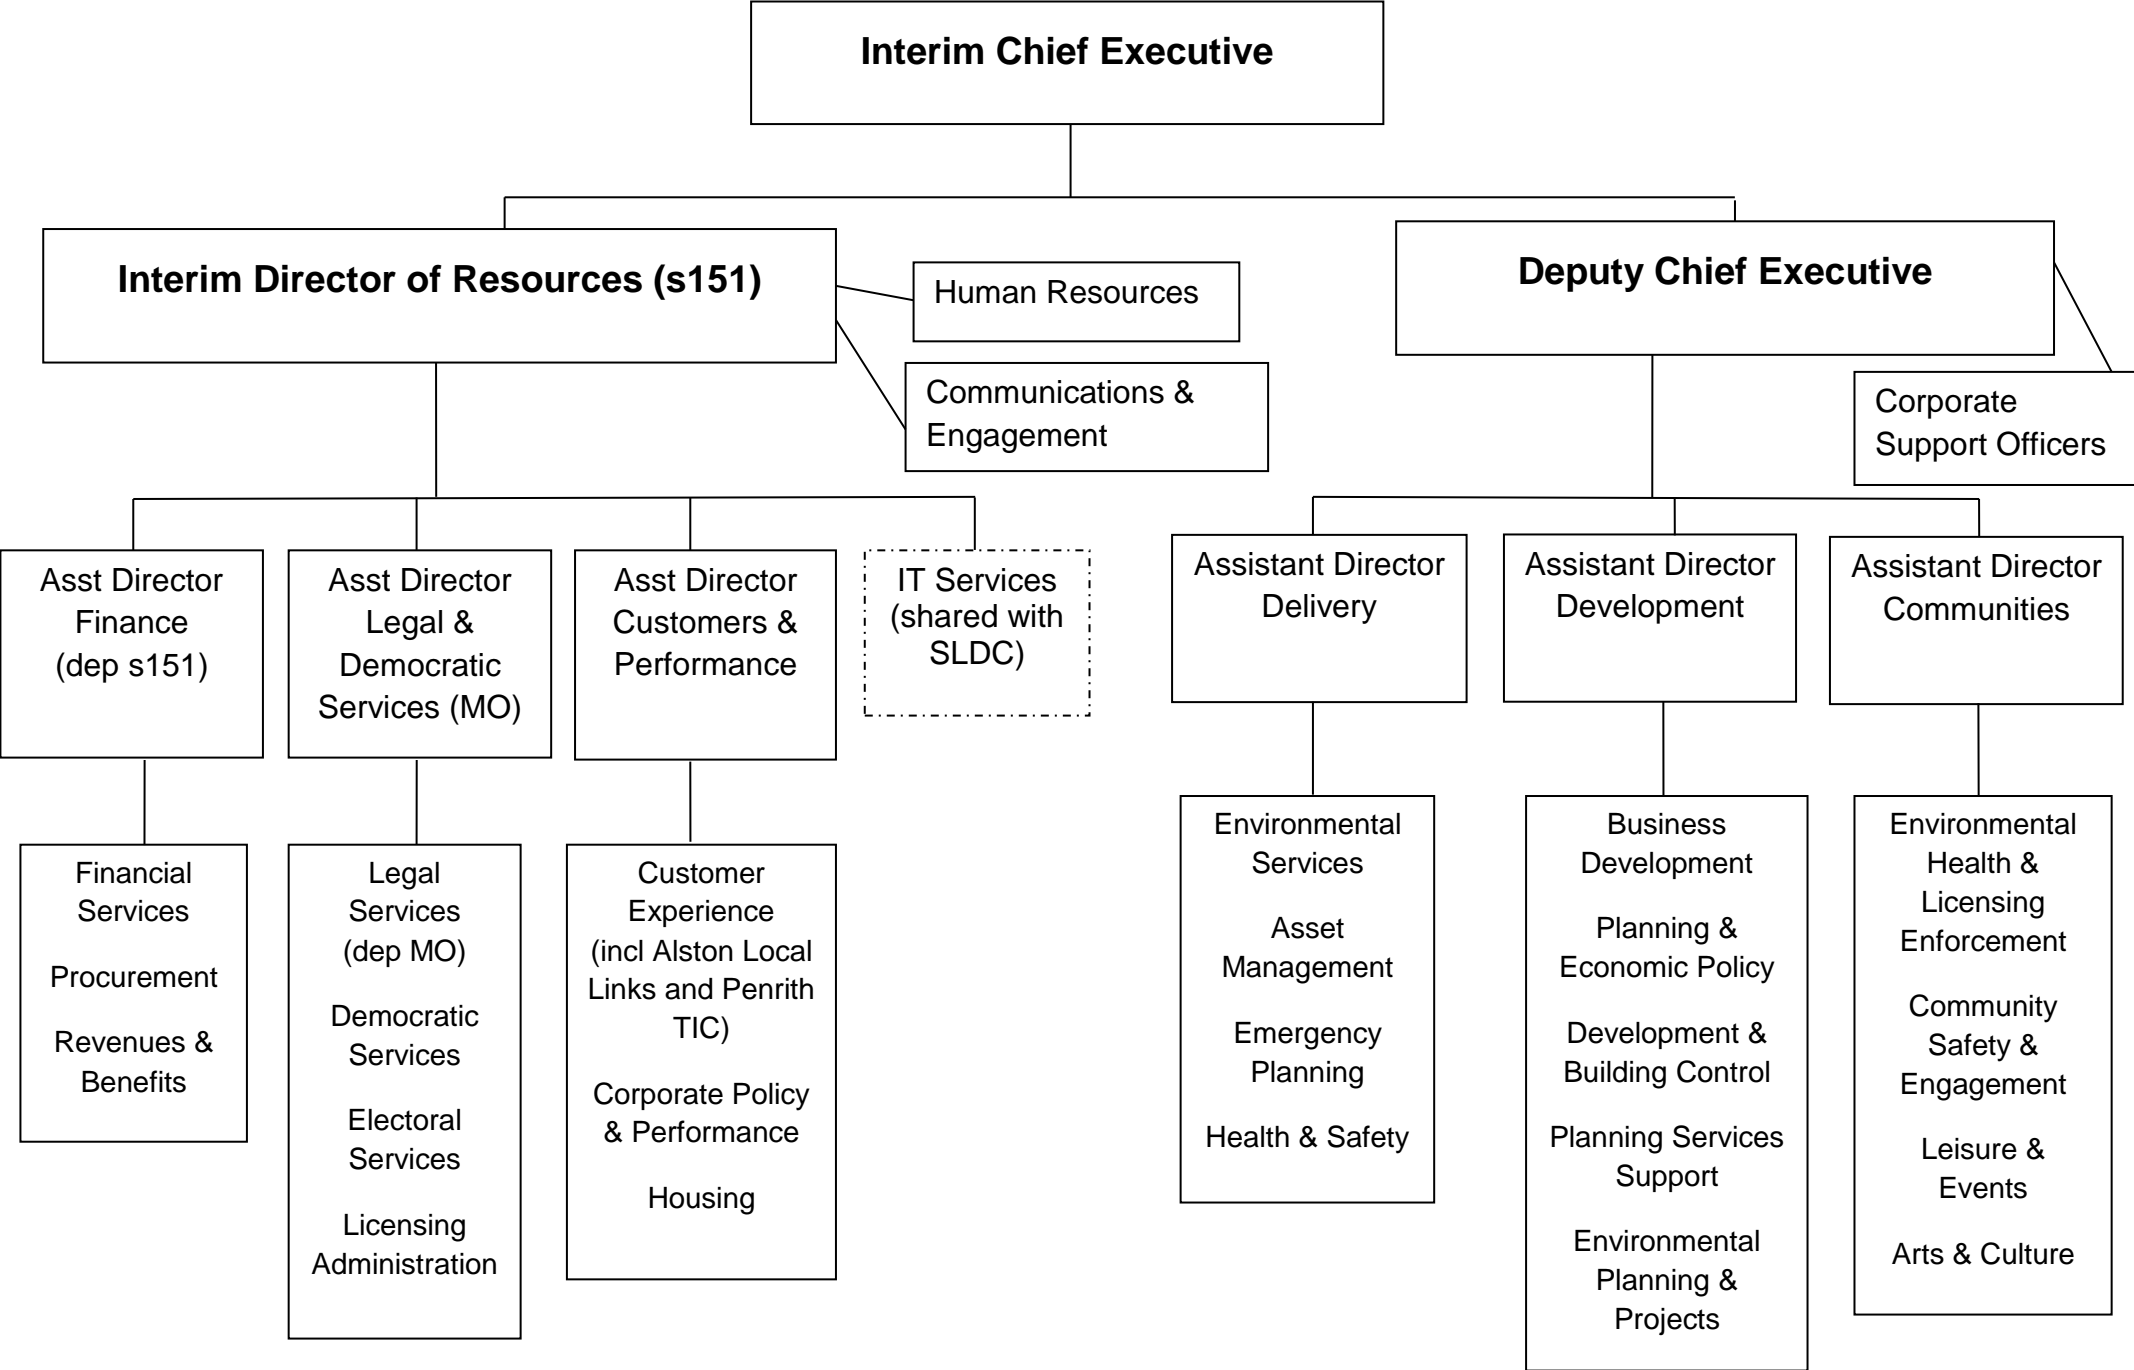 Interim Chief Executive
Interim Director of Resources (s151)
Human Resources
Communications &
Engagement
Deputy Chief Executive
Corporate
Support Officers
Asst Director
Finance
(dep s151)
Asst Director
Legal &
Democratic
Services (MO)
Asst Director
Customers &
Performance
IT Services
(shared with
SLDC)
Assistant Director
Delivery
Assistant Director
Development
Assistant Director
Communities
Financial
Services
Procurement
Revenues &
Benefits
Legal
Services
(dep MO)
Democratic
Services
Electoral
Services
Licensing
Administration
Customer
Experience
(incl Alston Local
Links and Penrith
TIC)
Corporate Policy
& Performance
Housing
Environmental
Services
Asset
Management
Emergency
Planning
Health & Safety
Business
Development
Planning &
Economic Policy
Development &
Building Control
Planning Services
Support
Environmental
Planning &
Projects
Environmental
Health &
Licensing
Enforcement
Community
Safety &
Engagement
Leisure &
Events
Arts & Culture